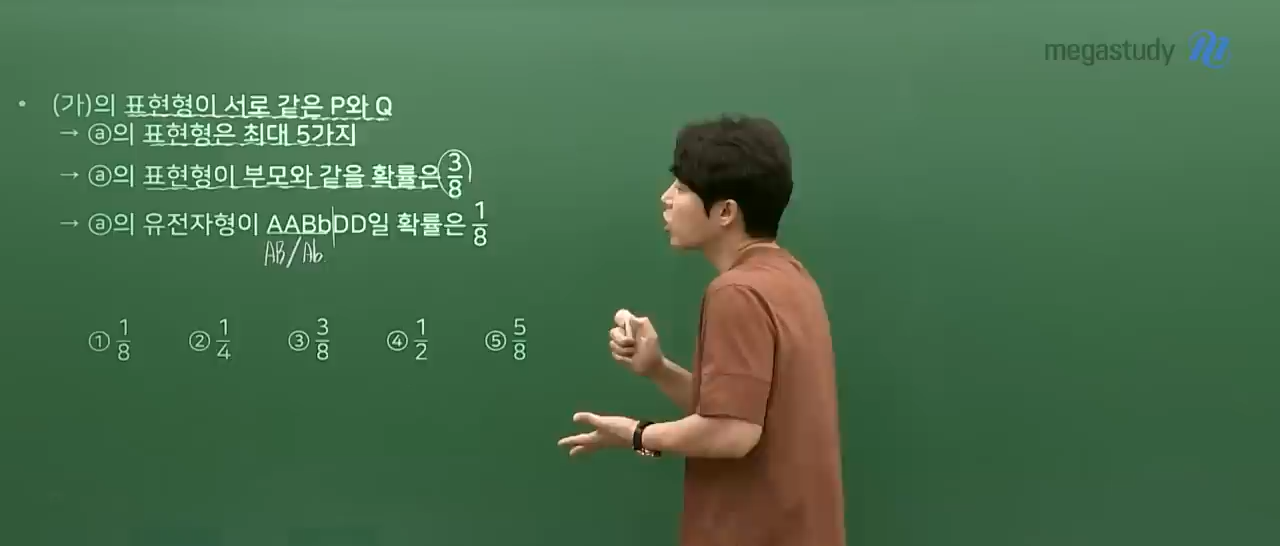 megastudy
• (가)의 표현형이 서로 같은 P와 Q
→ ⓐ의 표현형은 최대 5가지
→ ⓐ의 표현형이 부모와 같을 확률은 3/8
→ ⓐ의 유전자형이 AABbDD일 확률은 1/8
AB/Ab
① 1/8 ② 1/4 ③ 3/8 ④ 1/2 ⑤ 5/8